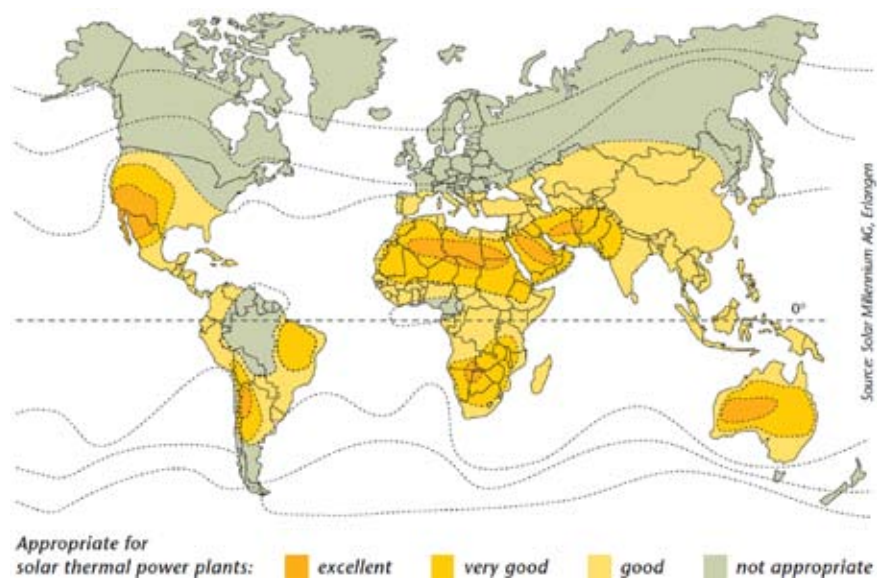 0°
Source: Solar Millennium AG, Erlangen
Appropriate for
solar thermal power plants: excellent very good good not appropriate